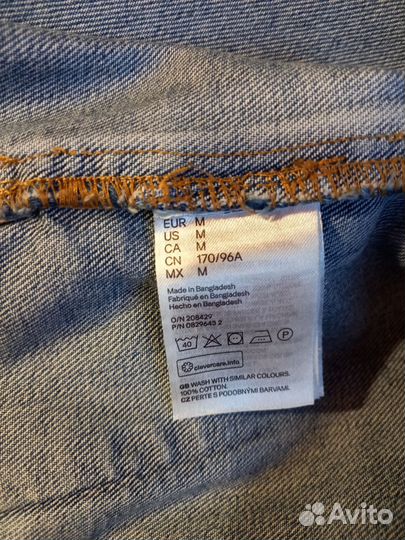 EUR M
US M
CA M
CN 170/96A
MX M
Made in Bangladesh
Fabriqué en Bangladesh
Hecho en Bangladesh
O/N 208429
P/N 0829643 2
40 P
clevercare.info
GB WASH WITH SIMILAR COLOURS.
100% COTTON.
CZ PERTE S PODOBNÝMI BARVAMI.
Avito